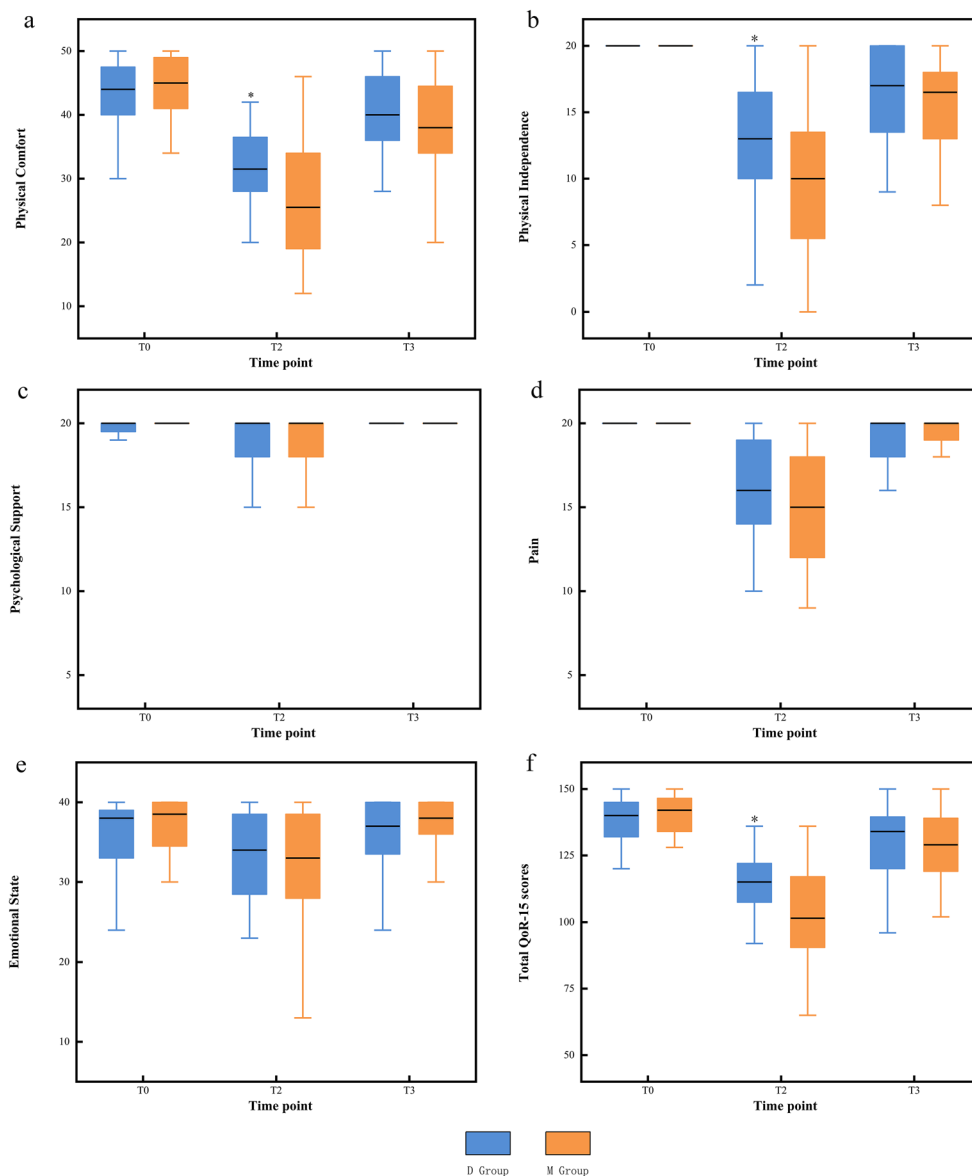 a
50
40
30
20
10
Physical Comfort
*
T0
T2
T3
Time point
b
20
15
10
5
0
Physical Independence
*
T0
T2
T3
Time point
c
20
15
10
5
Psychological Support
T0
T2
T3
Time point
d
20
15
10
5
Pain
T0
T2
T3
Time point
e
40
30
20
10
Emotional State
T0
T2
T3
Time point
f
150
125
100
75
50
Total QoR-15 scores
*
T0
T2
T3
Time point
D Group
M Group